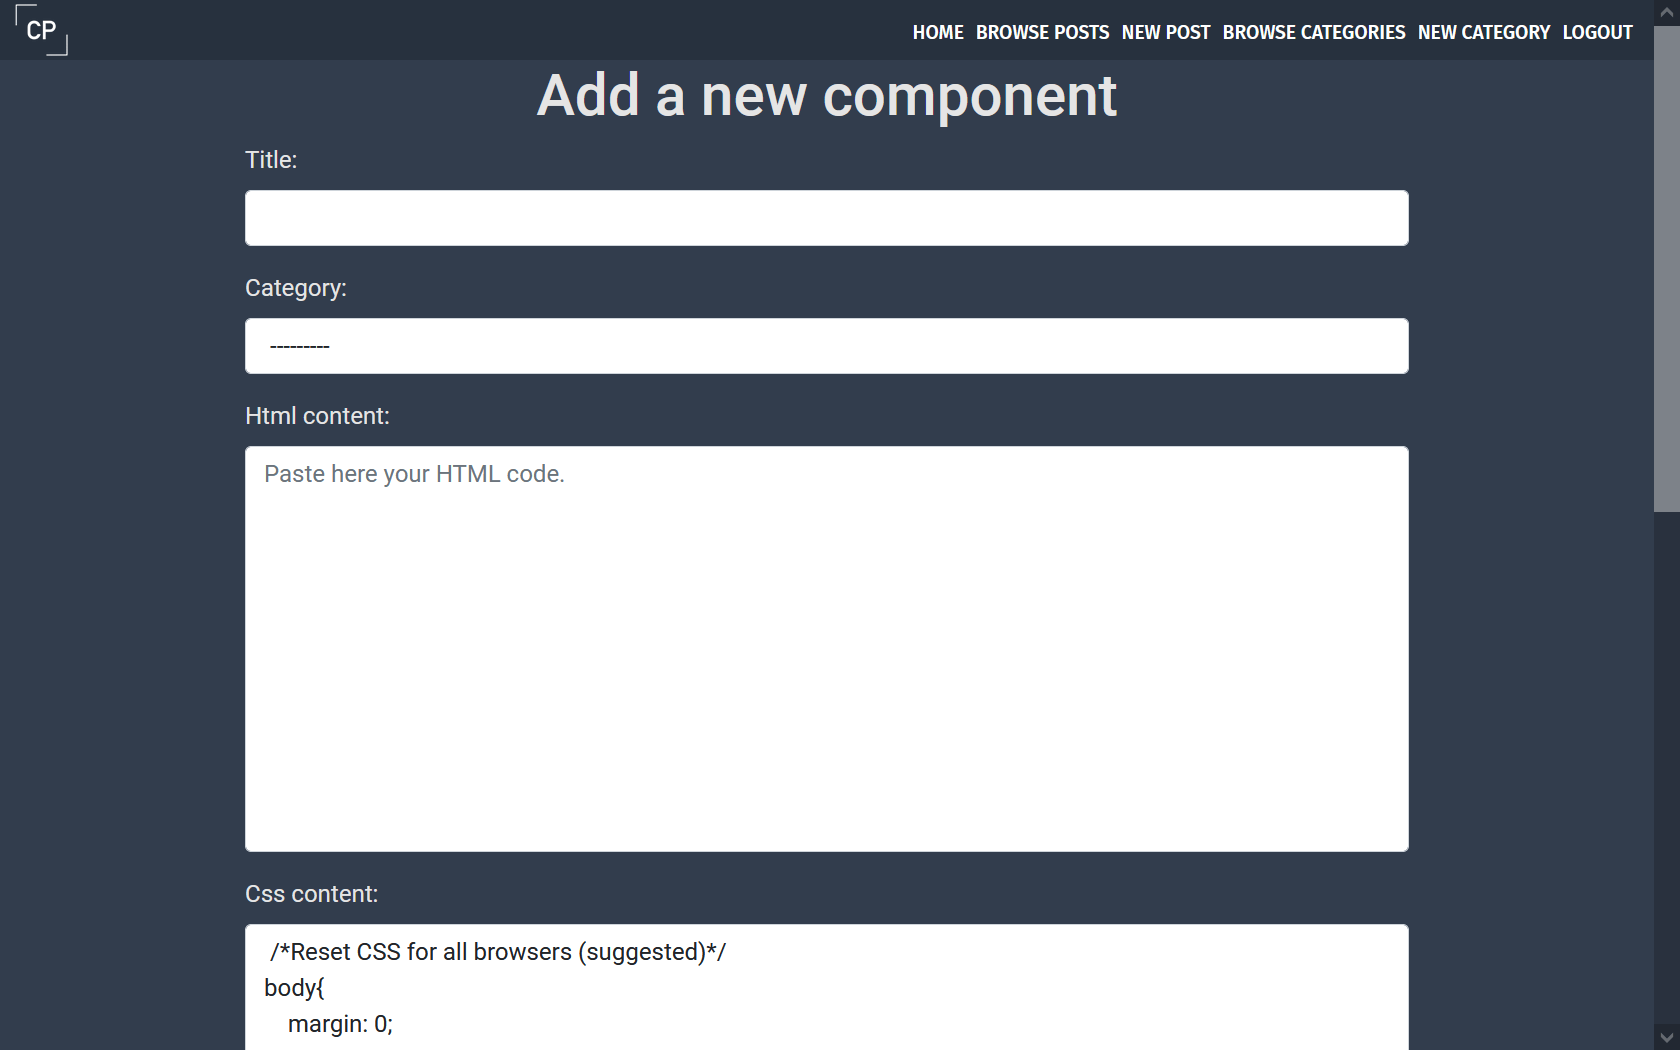 CP
HOME BROWSE POSTS NEW POST BROWSE CATEGORIES NEW CATEGORY LOGOUT
Add a new component
Title:
Category:
---------
Html content:
Paste here your HTML code.
Css content:
/*Reset CSS for all browsers (suggested)*/
body{
margin: 0;